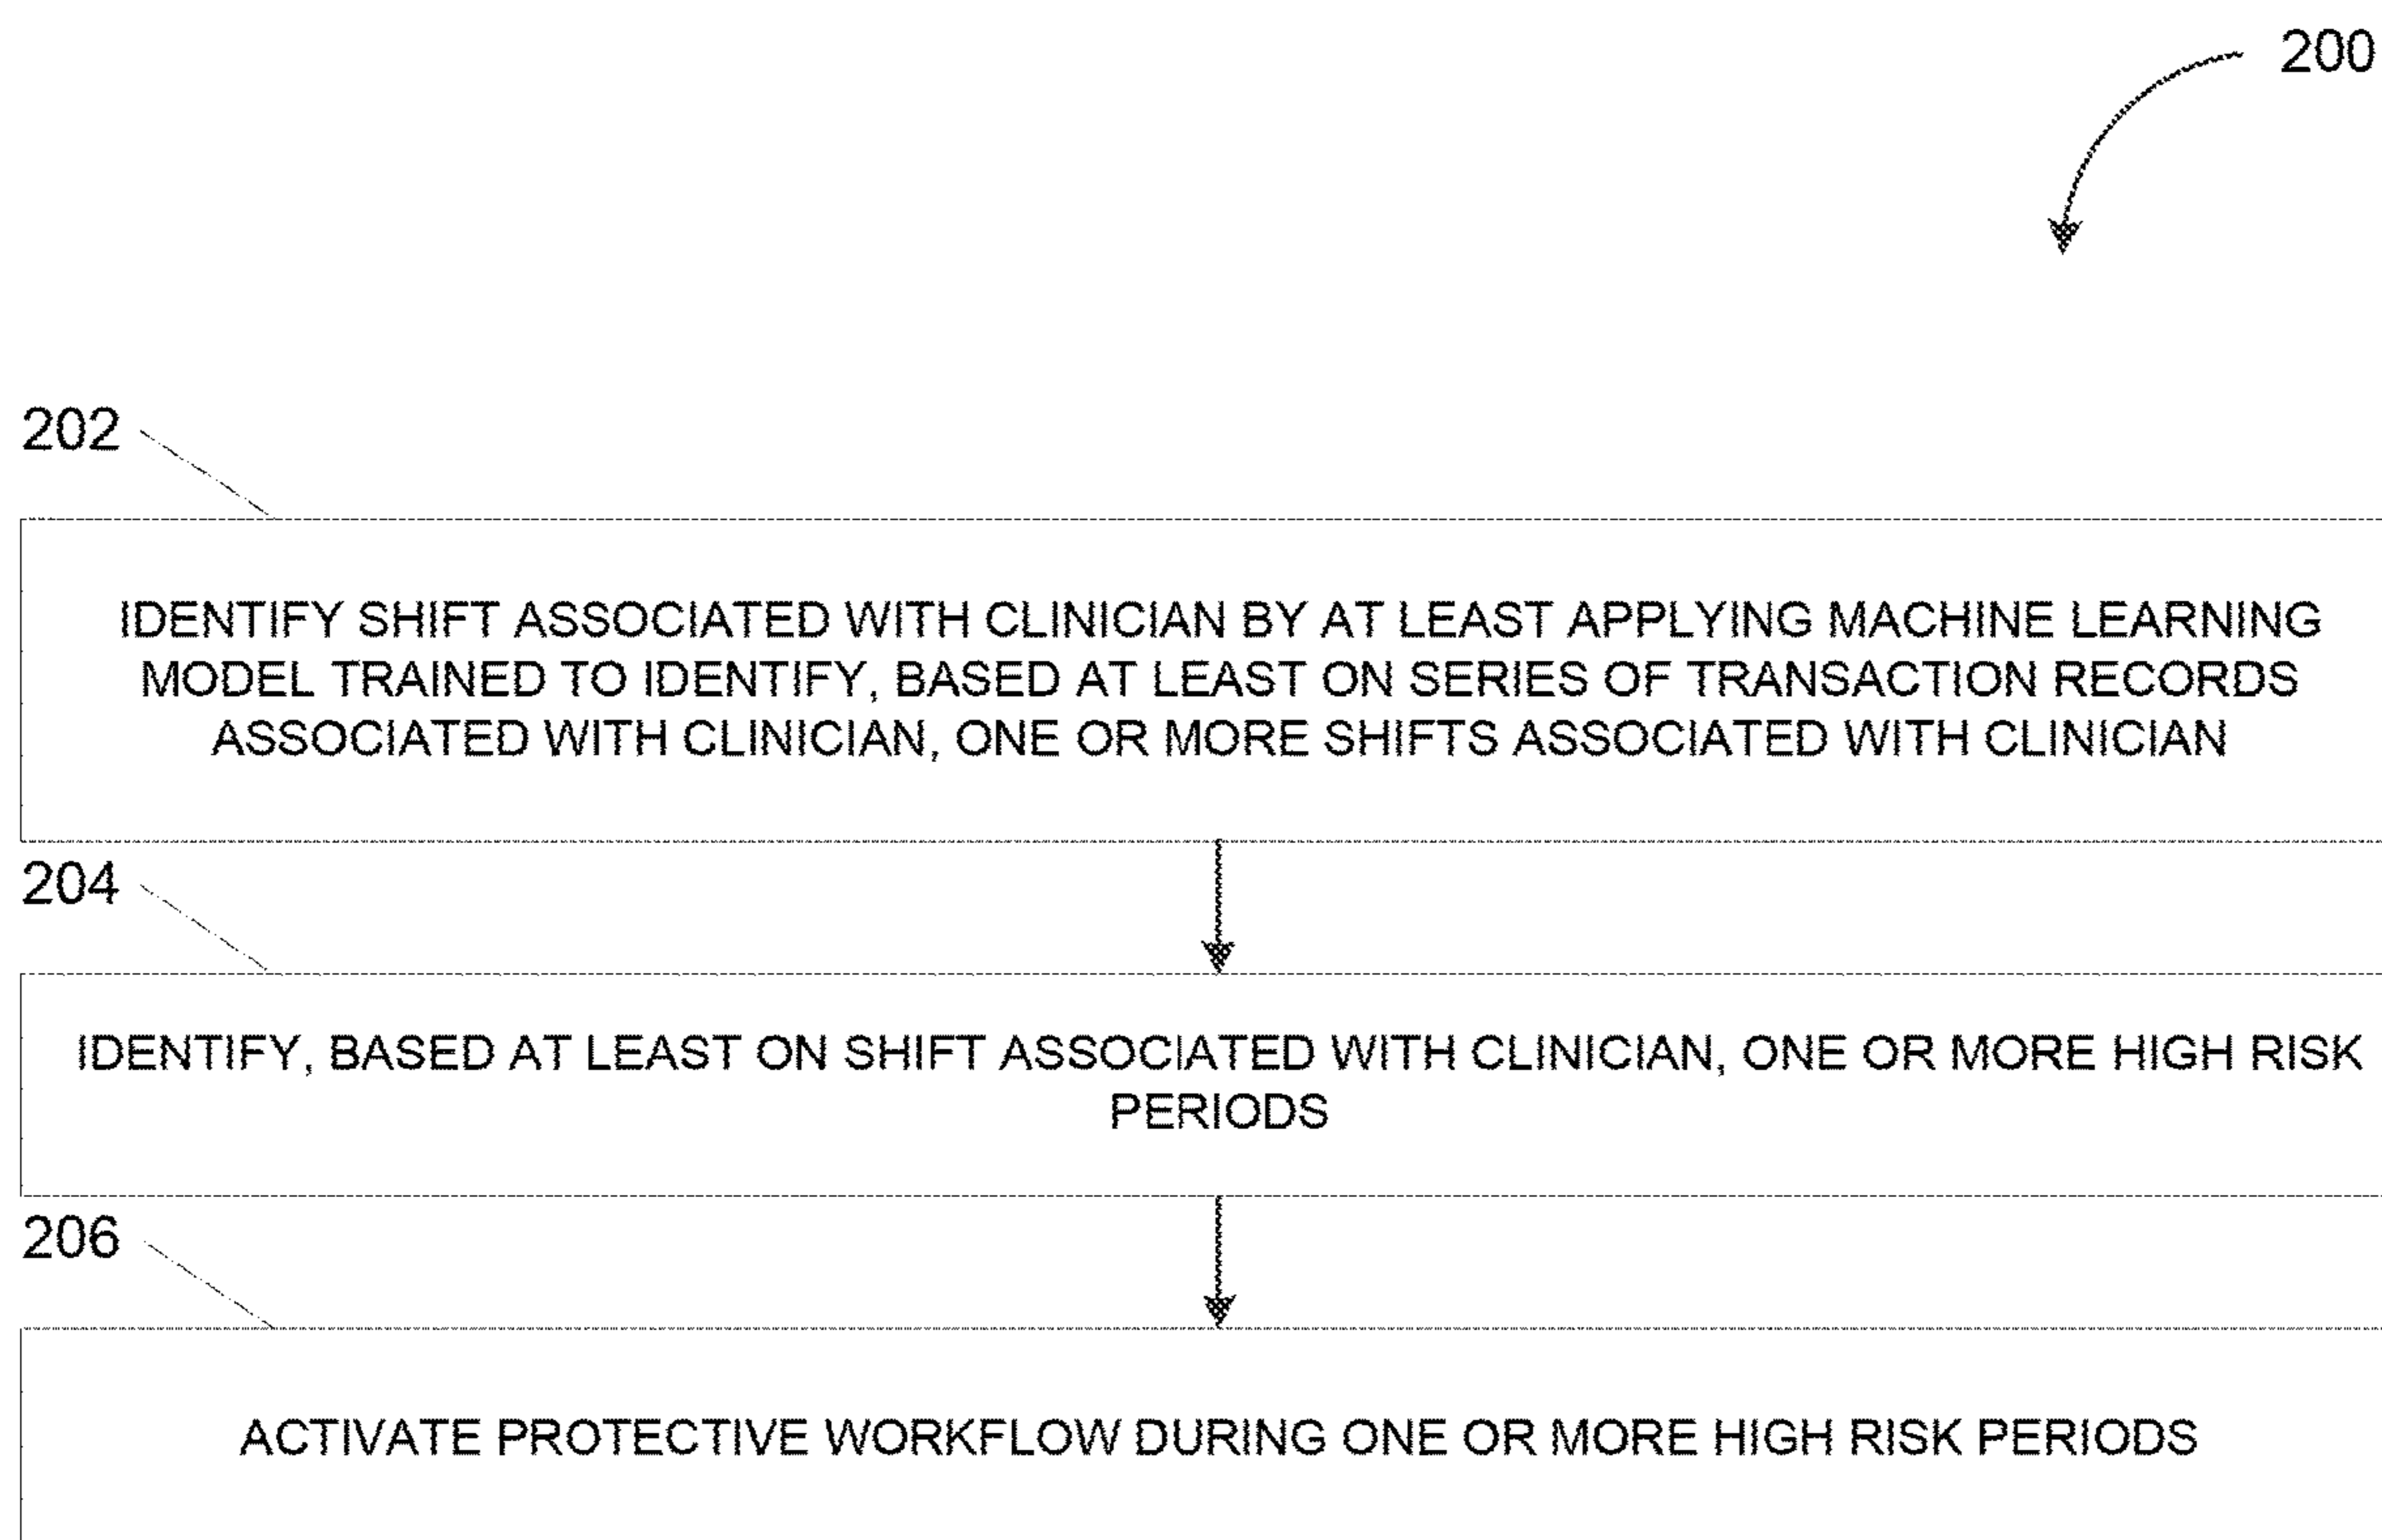 200
202
IDENTIFY SHIFT ASSOCIATED WITH CLINICIAN BY AT LEAST APPLYING MACHINE LEARNING
MODEL TRAINED TO IDENTIFY, BASED AT LEAST ON SERIES OF TRANSACTION RECORDS
ASSOCIATED WITH CLINICIAN, ONE OR MORE SHIFTS ASSOCIATED WITH CLINICIAN
204
IDENTIFY, BASED AT LEAST ON SHIFT ASSOCIATED WITH CLINICIAN, ONE OR MORE HIGH RISK
PERIODS
206
ACTIVATE PROTECTIVE WORKFLOW DURING ONE OR MORE HIGH RISK PERIODS